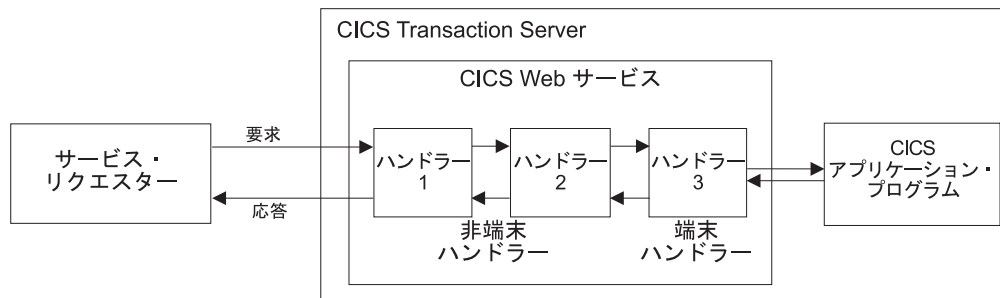 CICS Transaction Server
CICS Web サービス
サービス・
リクエスター
要求
応答
ハンドラー
1
ハンドラー
2
ハンドラー
3
非端末
ハンドラー
端末
ハンドラー
CICS
アプリケーション・
プログラム